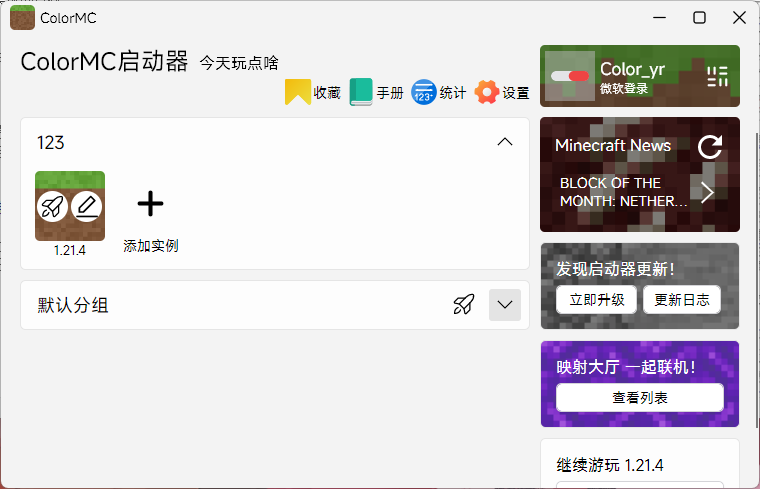 ColorMC
ColorMC启动器 今天玩点啥
收藏 手册 统计 设置
123
1.21.4
添加实例
默认分组
Color_yr
微软登录
Minecraft News
BLOCK OF THE
MONTH: NETHER...
发现启动器更新!
立即升级 更新日志
映射大厅 一起联机!
查看列表
继续游玩 1.21.4